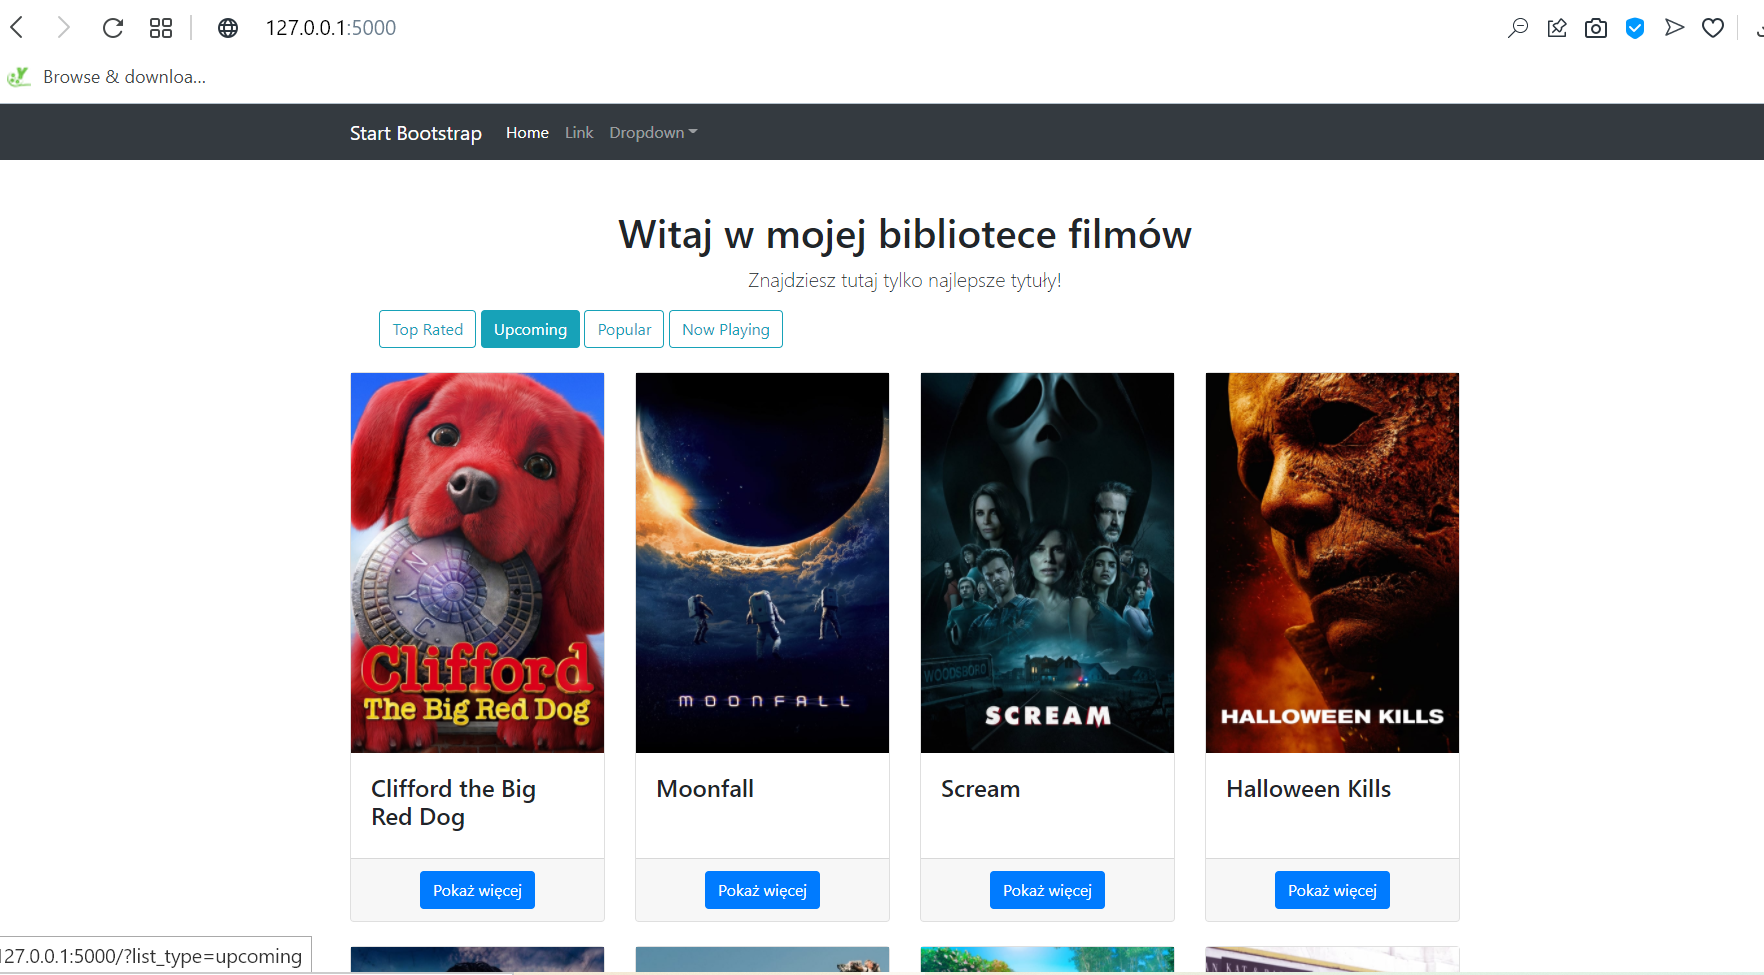 127.0.0.1:5000
Browse & downloa...
Start Bootstrap Home Link Dropdown
Witaj w mojej bibliotece filmów
Znajdziesz tutaj tylko najlepsze tytuły!
Top Rated Upcoming Popular Now Playing
N Y C
Clifford
The Big Red Dog
MOONFALL
WOODSBORO
SCREAM
HALLOWEEN KILLS
Clifford the Big
Red Dog
Moonfall
Scream
Halloween Kills
Pokaż więcej Pokaż więcej Pokaż więcej Pokaż więcej
127.0.0.1:5000/?list_type=upcoming